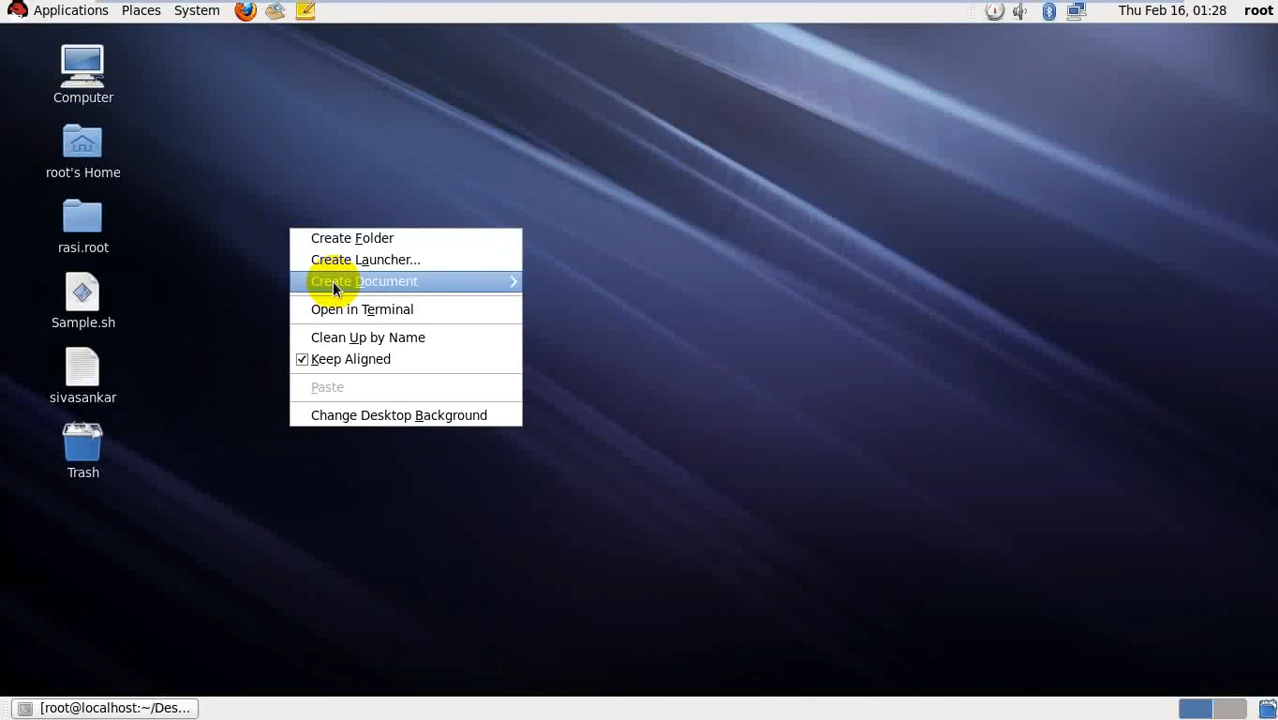 Applications Places System
Thu Feb 16, 01:28 root
Computer
root's Home
rasi.root
Sample.sh
sivasankar
Trash
Create Folder
Create Launcher...
Create Document
Open in Terminal
Clean Up by Name
Keep Aligned
Paste
Change Desktop Background
[root@localhost:~/Des...